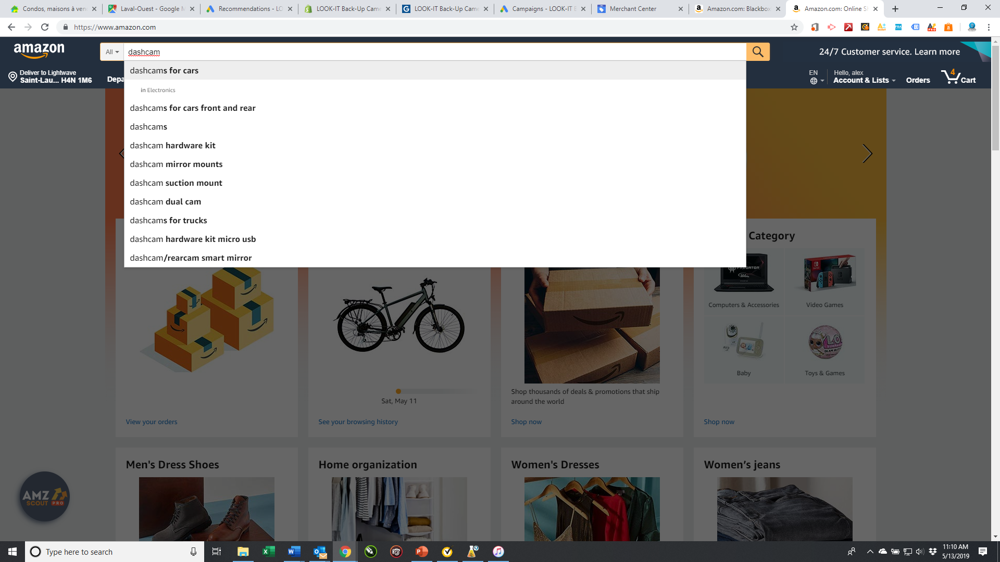 Condos, maisons à ven
Laval-Ouest - Google M
Recommendations - LO
LOOK-IT Back-Up Came
LOOK-IT Back-Up Came
Campaigns - LOOK-IT B
Merchant Center
Amazon.com: Blackbox
Amazon.com: Online Sh
https://www.amazon.com
amazon
All
dashcam
24/7 Customer service. Learn more
Deliver to Lightwave
Saint-Lau... H4N 1M6
Depa
EN
Hello, alex
Account & Lists
Orders
4
Cart
dashcams for cars
in Electronics
dashcams for cars front and rear
dashcams
dashcam hardware kit
dashcam mirror mounts
dashcam suction mount
dashcam dual cam
dashcams for trucks
dashcam hardware kit micro usb
dashcam/rearcam smart mirror
Category
PREDATOR
Computers & Accessories
Video Games
Baby
Toys & Games
Sat, May 11
Shop thousands of deals & promotions that ship
around the world
View your orders
See your browsing history
Shop now
Shop now
Men's Dress Shoes
Home organization
Women's Dresses
Women’s jeans
AMZ
SCOUT PRO
Type here to search
11:10 AM
5/13/2019